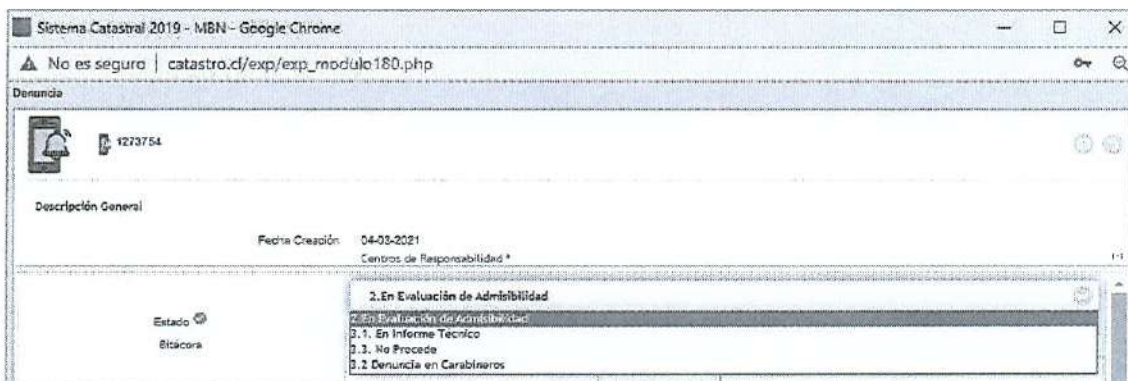 Sistema Catastral 2019 - MBN - Google Chrome
No es seguro | catastro.cl/exp/exp_modulo180.php
Denuncia
1273754
Descripción General
Fecha Creación 04-03-2021
Centros de Responsabilidad *
2.En Evaluación de Admisibilidad
Estado
2.En Evaluación de Admisibilidad
3.1. En Informe Técnico
Bitácora
3.3. No Procede
3.2 Denuncia en Carabineros